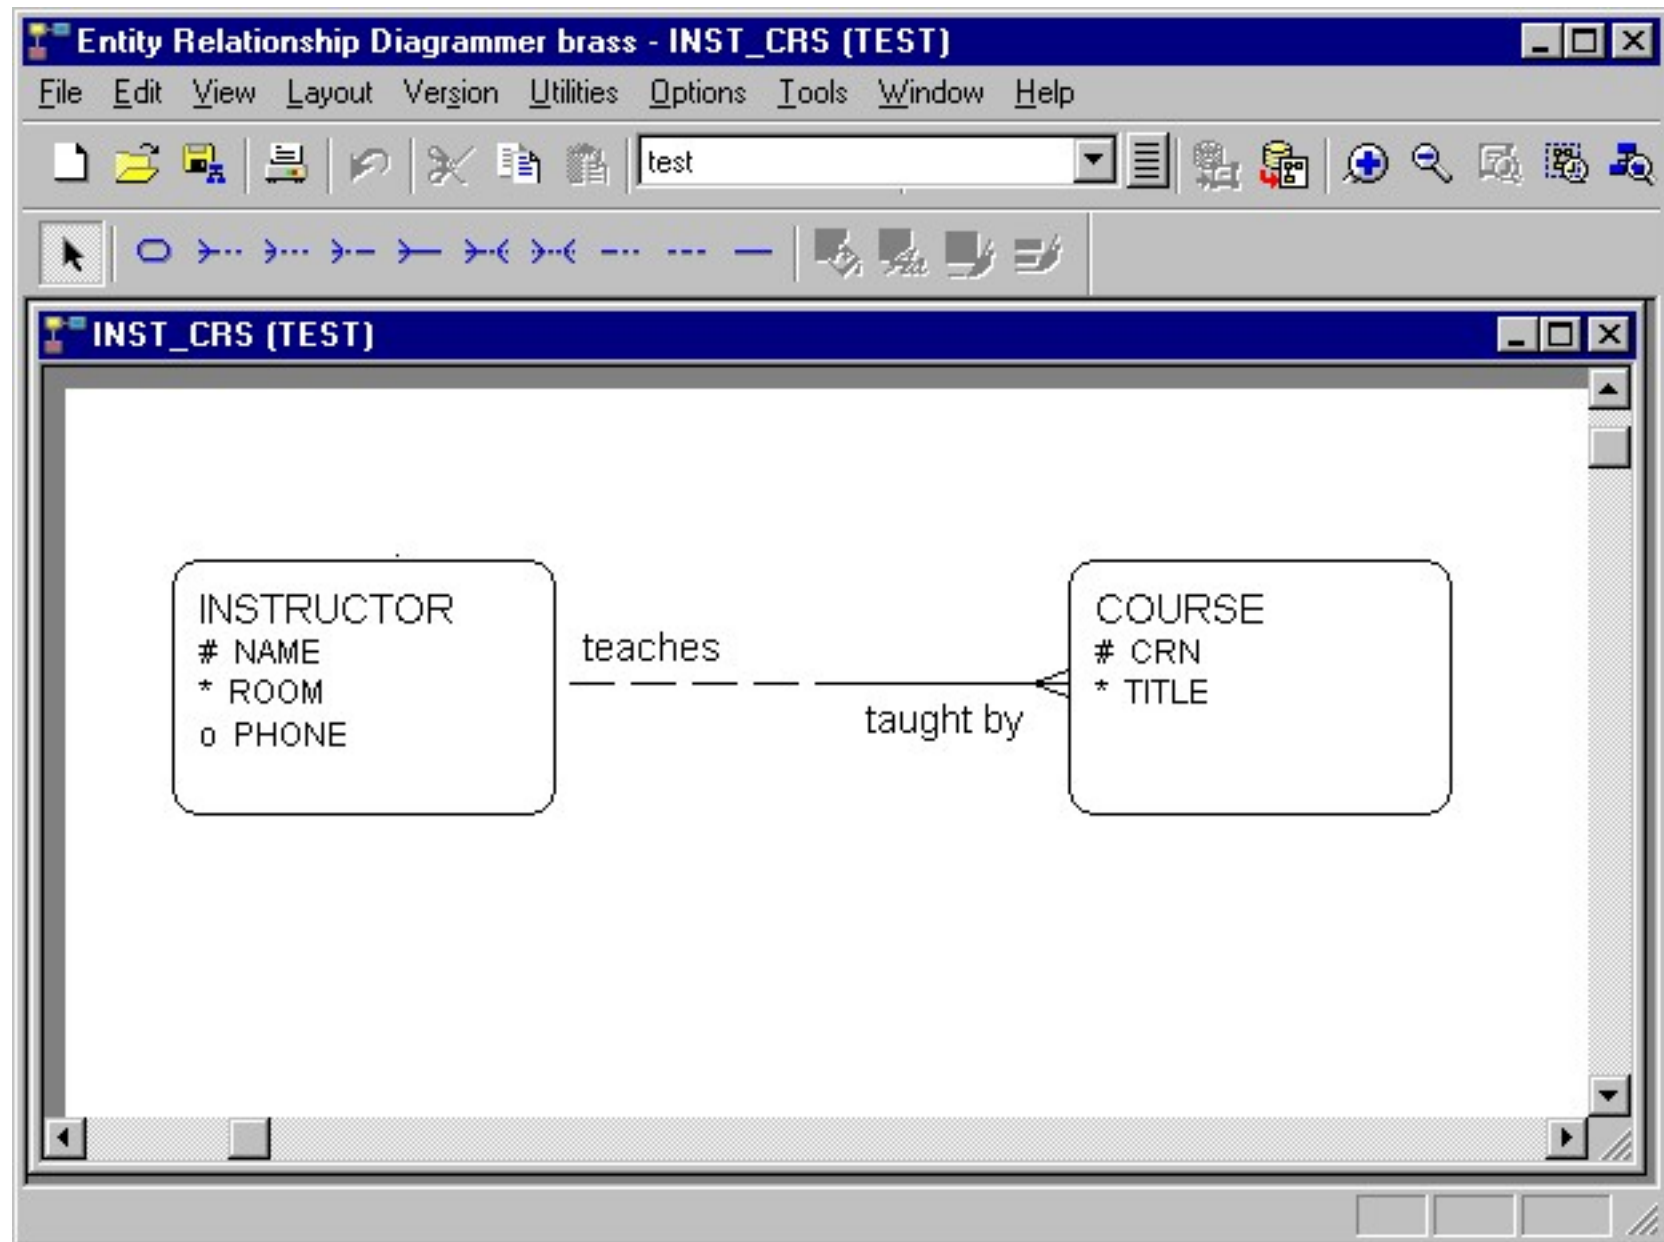 Entity Relationship Diagrammer brass - INST_CRS (TEST)
File Edit View Layout Version Utilities Options Tools Window Help
test
INST_CRS (TEST)
INSTRUCTOR
# NAME
* ROOM
o PHONE
teaches
taught by
COURSE
# CRN
* TITLE